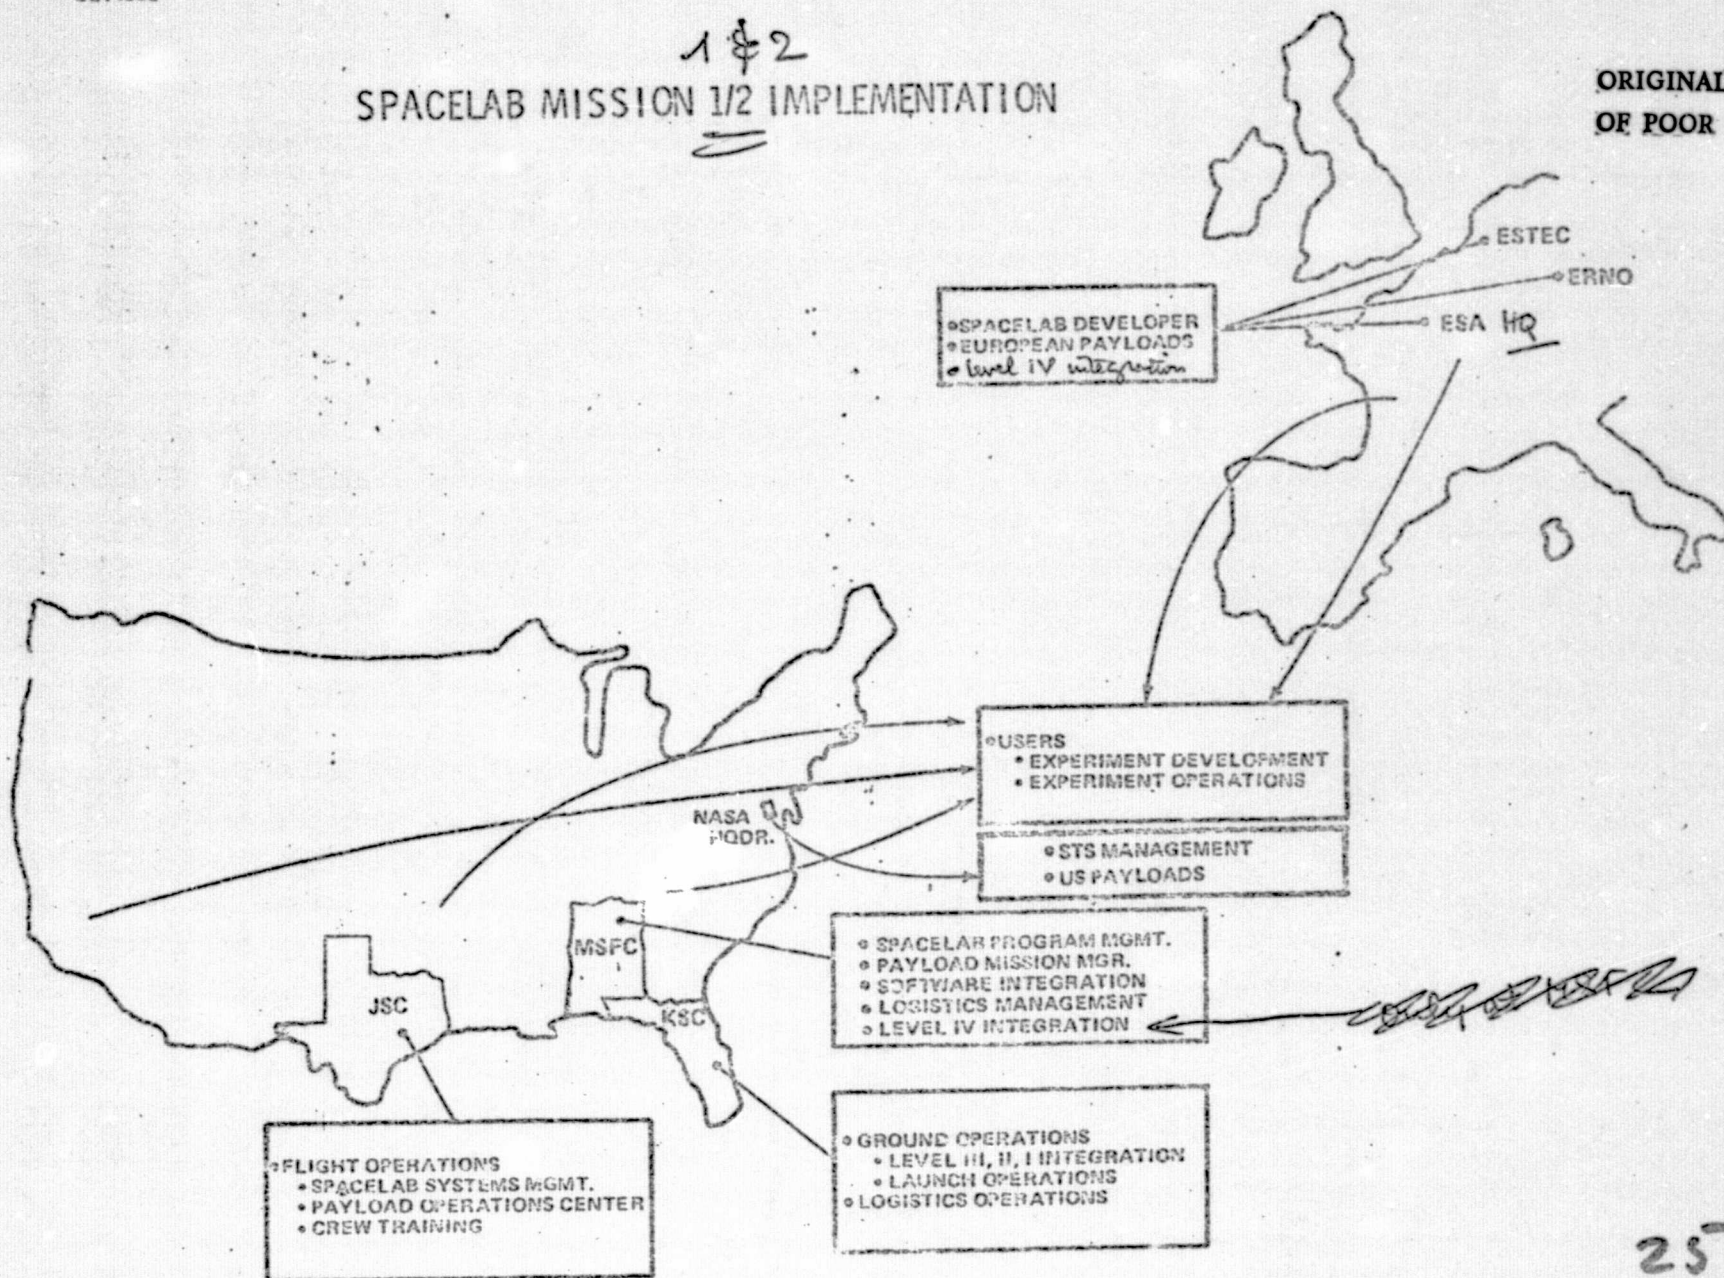 1 & 2
SPACELAB MISSION 1/2 IMPLEMENTATION
ORIGINAL
OF POOR
ESTEC
ERNO
ESA HQ
•SPACELAB DEVELOPER
•EUROPEAN PAYLOADS
• level IV integration
•USERS
• EXPERIMENT DEVELOPMENT
• EXPERIMENT OPERATIONS
NASA
HQDR.
• STS MANAGEMENT
• US PAYLOADS
MSFC
• SPACELAB PROGRAM MGMT.
• PAYLOAD MISSION MGR.
• SOFTWARE INTEGRATION
• LOGISTICS MANAGEMENT
• LEVEL IV INTEGRATION
JSC
KSC
• GROUND OPERATIONS
• LEVEL III, II, I INTEGRATION
• LAUNCH OPERATIONS
• LOGISTICS OPERATIONS
•FLIGHT OPERATIONS
• SPACELAB SYSTEMS MGMT.
• PAYLOAD OPERATIONS CENTER
• CREW TRAINING
25